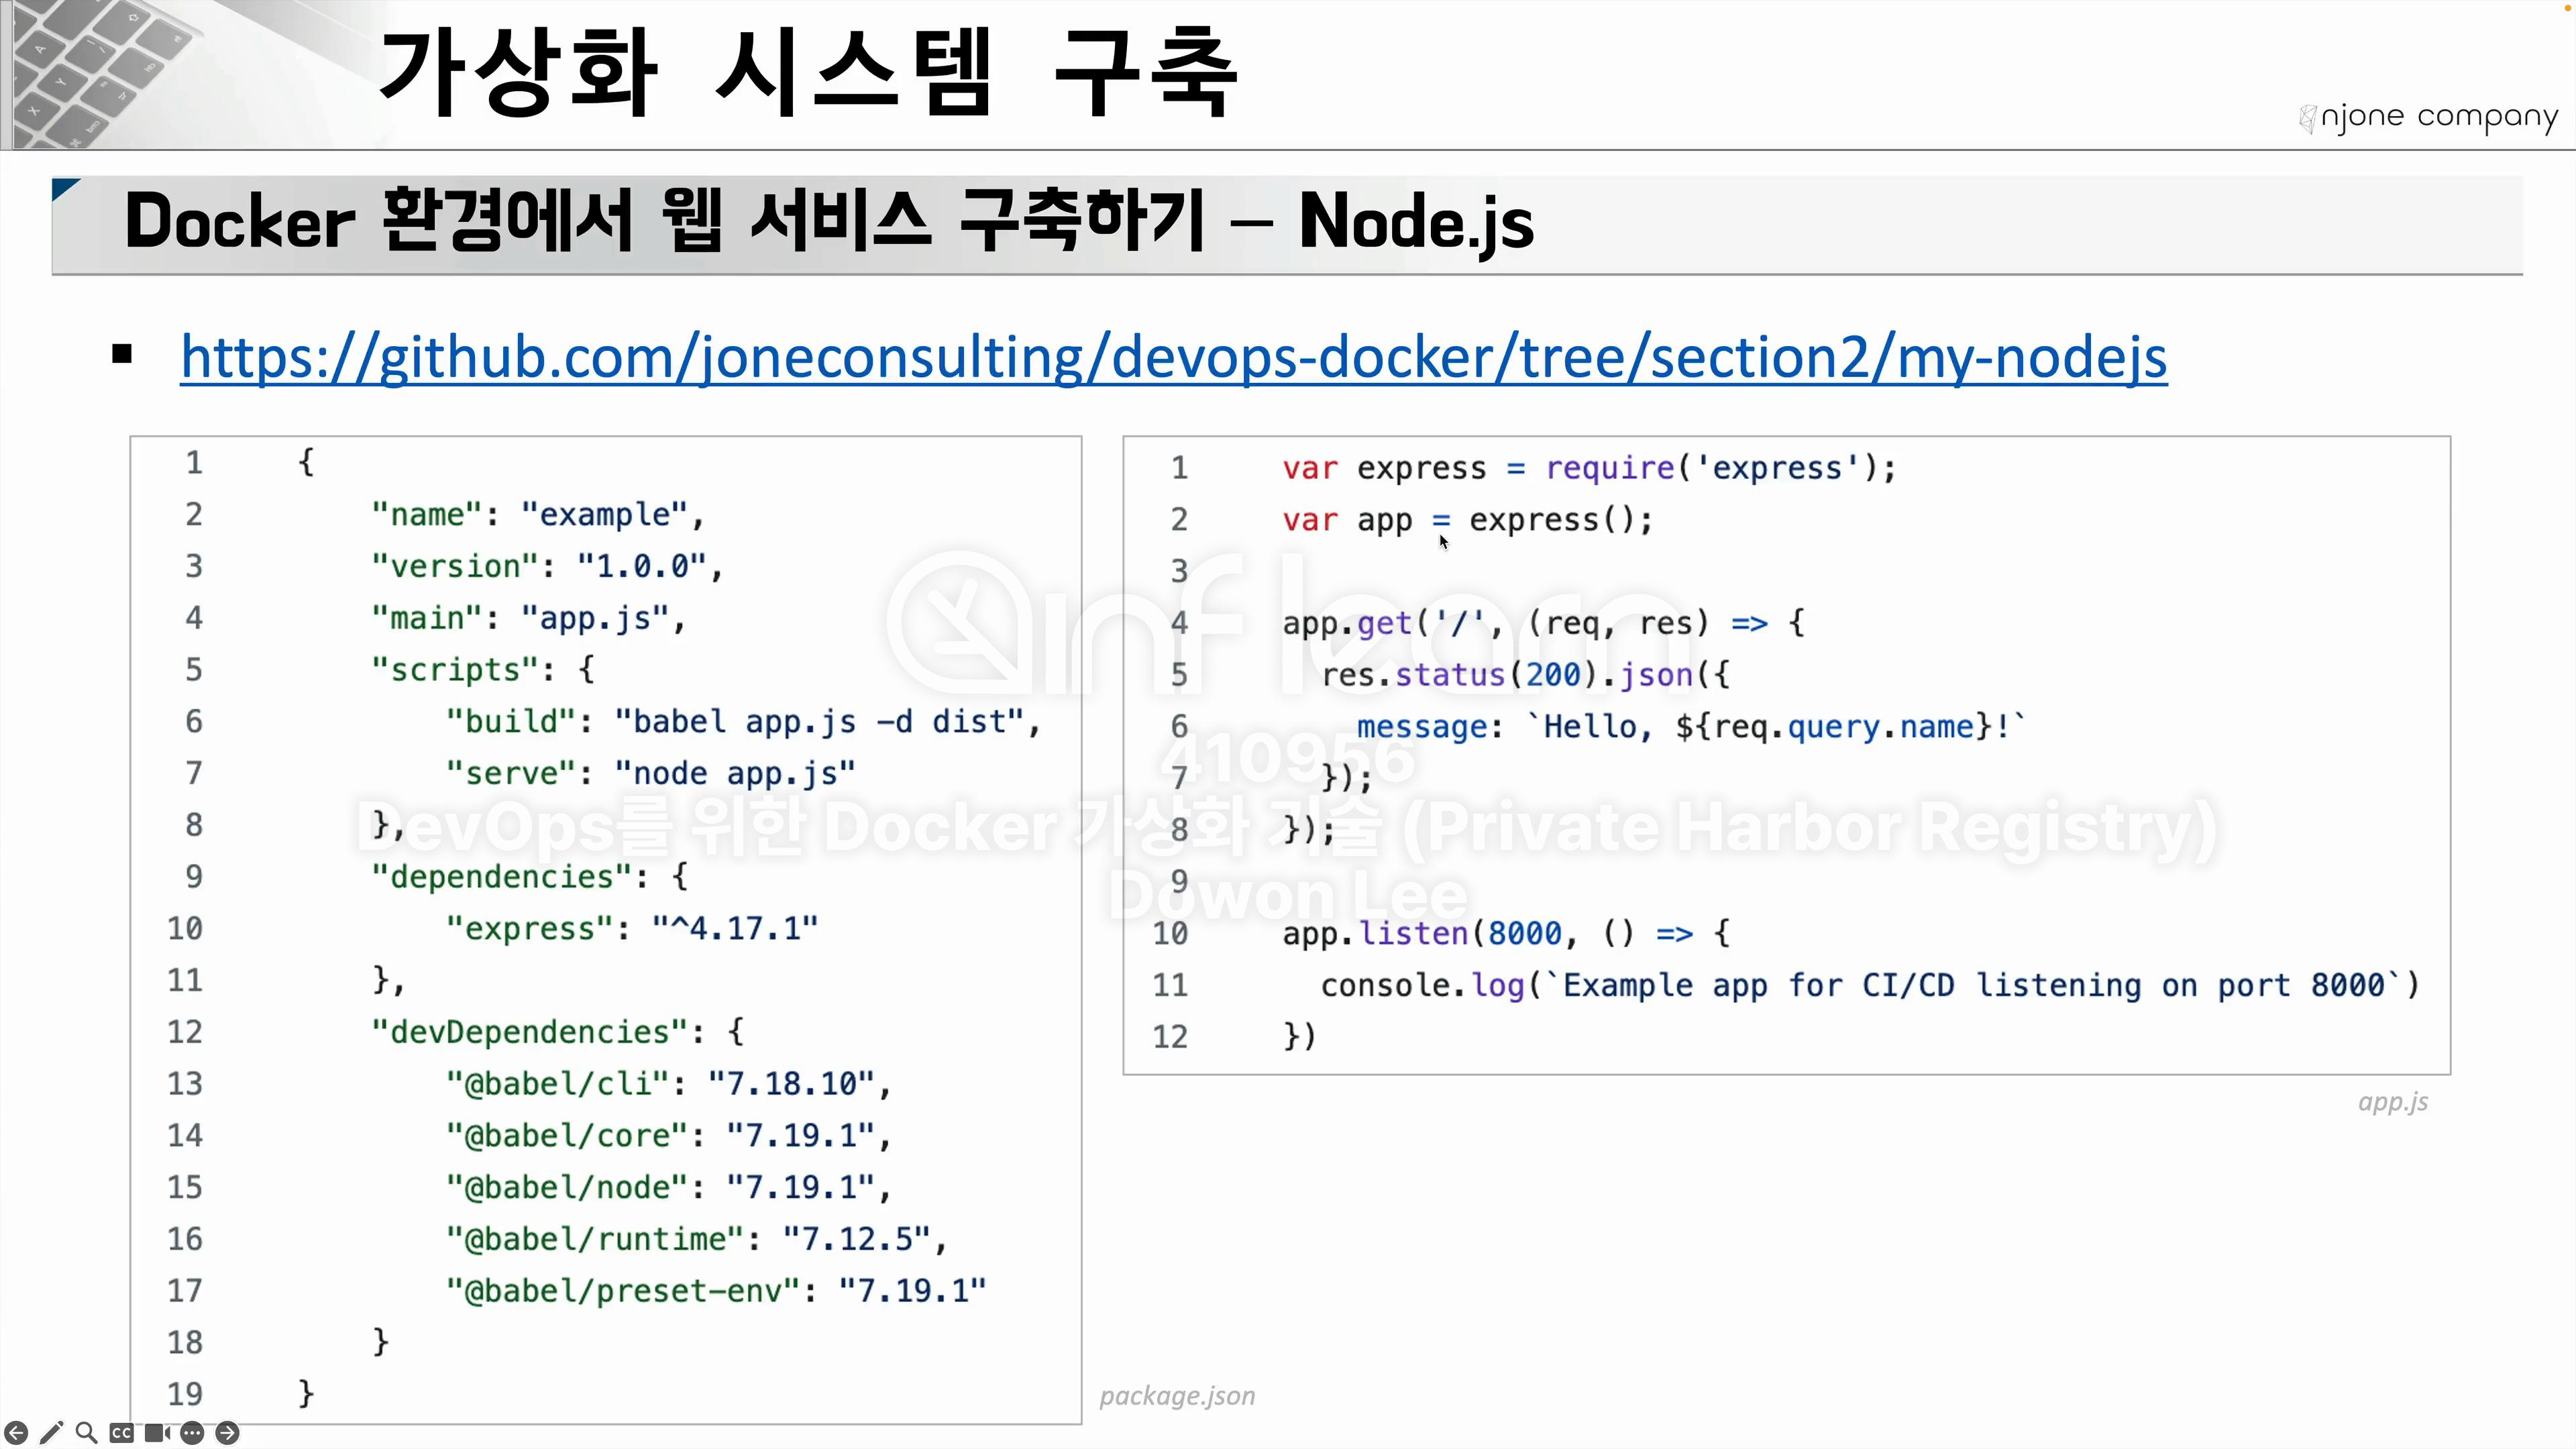 가상화 시스템 구축
njone company
Docker 환경에서 웹 서비스 구축하기 – Node.js
▪ https://github.com/joneconsulting/devops-docker/tree/section2/my-nodejs
1 {
2 "name": "example",
3 "version": "1.0.0",
4 "main": "app.js",
5 "scripts": {
6 "build": "babel app.js -d dist",
7 "serve": "node app.js"
8 },
9 "dependencies": {
10 "express": "^4.17.1"
11 },
12 "devDependencies": {
13 "@babel/cli": "7.18.10",
14 "@babel/core": "7.19.1",
15 "@babel/node": "7.19.1",
16 "@babel/runtime": "7.12.5",
17 "@babel/preset-env": "7.19.1"
18 }
19 }
package.json
1 var express = require('express');
2 var app = express();
3
4 app.get('/', (req, res) => {
5 res.status(200).json({
6 message: `Hello, ${req.query.name}!`
7 });
8 });
9
10 app.listen(8000, () => {
11 console.log(`Example app for CI/CD listening on port 8000`)
12 })
app.js
inflearn
410956
DevOps를 위한 Docker 가상화 기술 (Private Harbor Registry)
Dowon Lee
CC